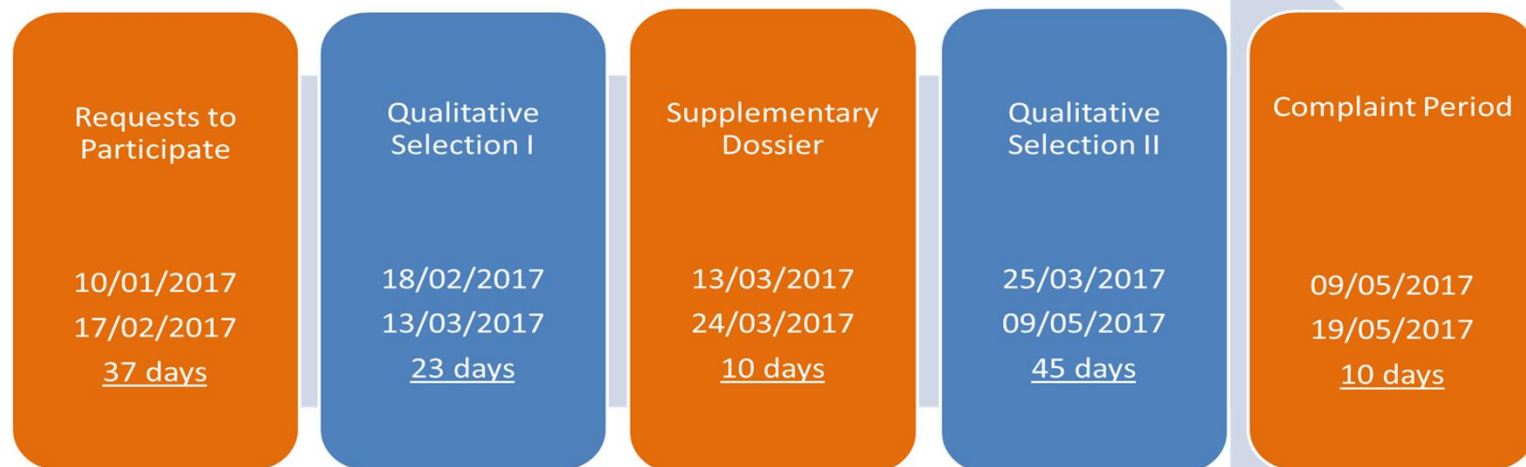 Requests to
Participate
10/01/2017
17/02/2017
37 days
Qualitative
Selection I
18/02/2017
13/03/2017
23 days
Supplementary
Dossier
13/03/2017
24/03/2017
10 days
Qualitative
Selection II
25/03/2017
09/05/2017
45 days
Complaint Period
09/05/2017
19/05/2017
10 days